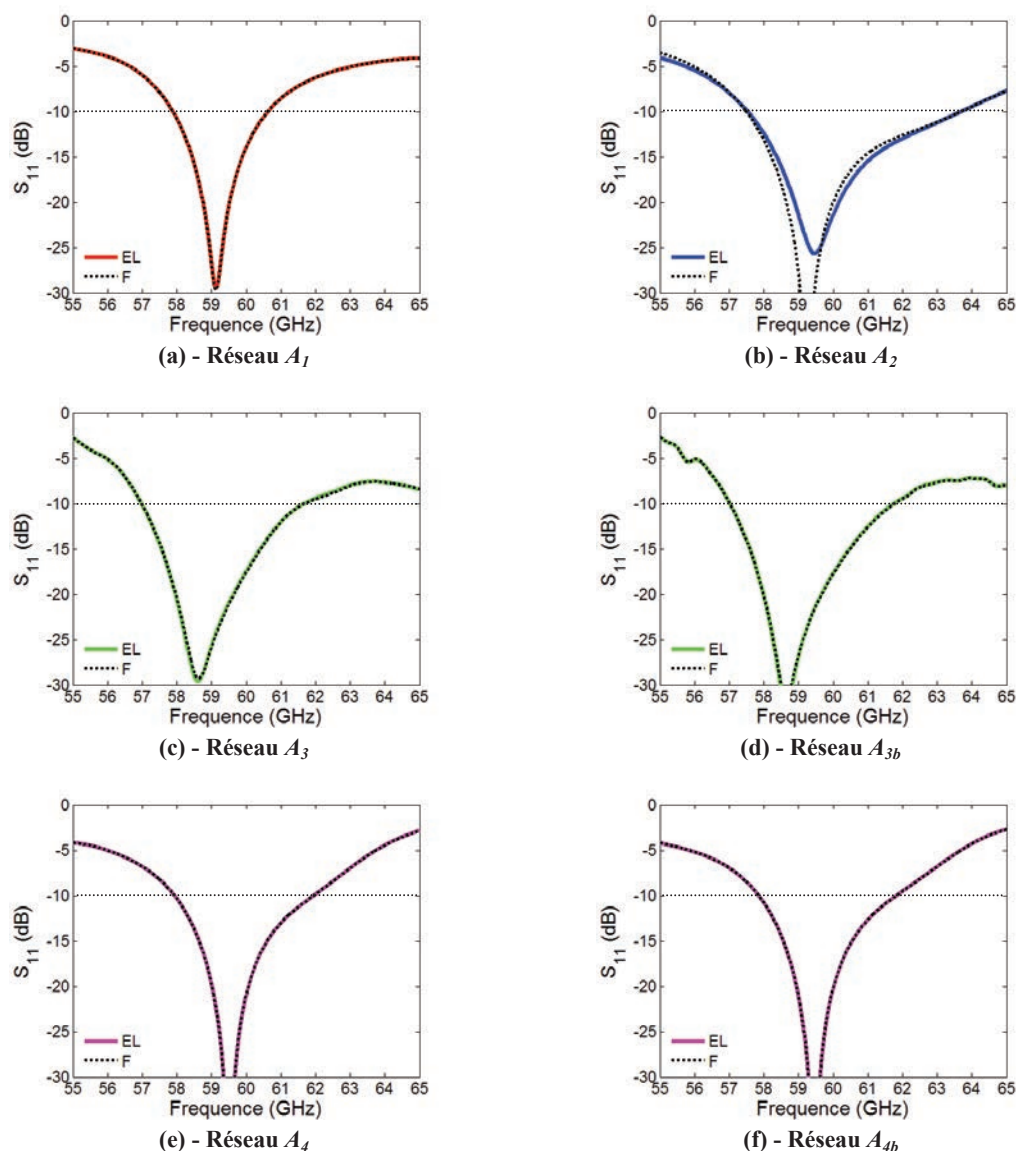 0
-5
-10
-15
-20
-25
-30
S11 (dB)
EL
F
55 56 57 58 59 60 61 62 63 64 65
Frequence (GHz)
(a) - Réseau A1
0
-5
-10
-15
-20
-25
-30
S11 (dB)
EL
F
55 56 57 58 59 60 61 62 63 64 65
Frequence (GHz)
(b) - Réseau A2
0
-5
-10
-15
-20
-25
-30
S11 (dB)
EL
F
55 56 57 58 59 60 61 62 63 64 65
Frequence (GHz)
(c) - Réseau A3
0
-5
-10
-15
-20
-25
-30
S11 (dB)
EL
F
55 56 57 58 59 60 61 62 63 64 65
Frequence (GHz)
(d) - Réseau A3b
0
-5
-10
-15
-20
-25
-30
S11 (dB)
EL
F
55 56 57 58 59 60 61 62 63 64 65
Frequence (GHz)
(e) - Réseau A4
0
-5
-10
-15
-20
-25
-30
S11 (dB)
EL
F
55 56 57 58 59 60 61 62 63 64 65
Frequence (GHz)
(f) - Réseau A4b